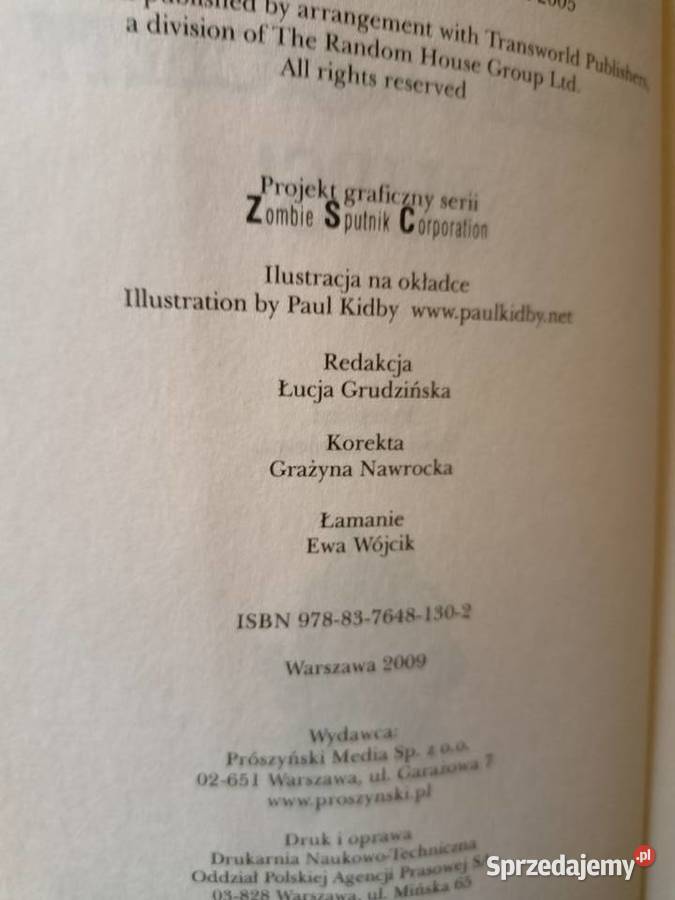 2005
published by arrangement with Transworld Publishers,
a division of The Random House Group Ltd.
All rights reserved
Projekt graficzny serii
Zombie Sputnik Corporation
Ilustracja na okładce
Illustration by Paul Kidby www.paulkidby.net
Redakcja
Łucja Grudzińska
Korekta
Grażyna Nawrocka
Łamanie
Ewa Wójcik
ISBN 978-83-7648-130-2
Warszawa 2009
Wydawca:
Prószyński Media Sp. z o.o.
02-651 Warszawa, ul. Garażowa 7
www.proszynski.pl
Druk i oprawa
Drukarnia Naukowo-Techniczna
Oddział Polskiej Agencji Prasowej
03-828 Warszawa, ul. Mińska 65
Sprzedajemy.pl